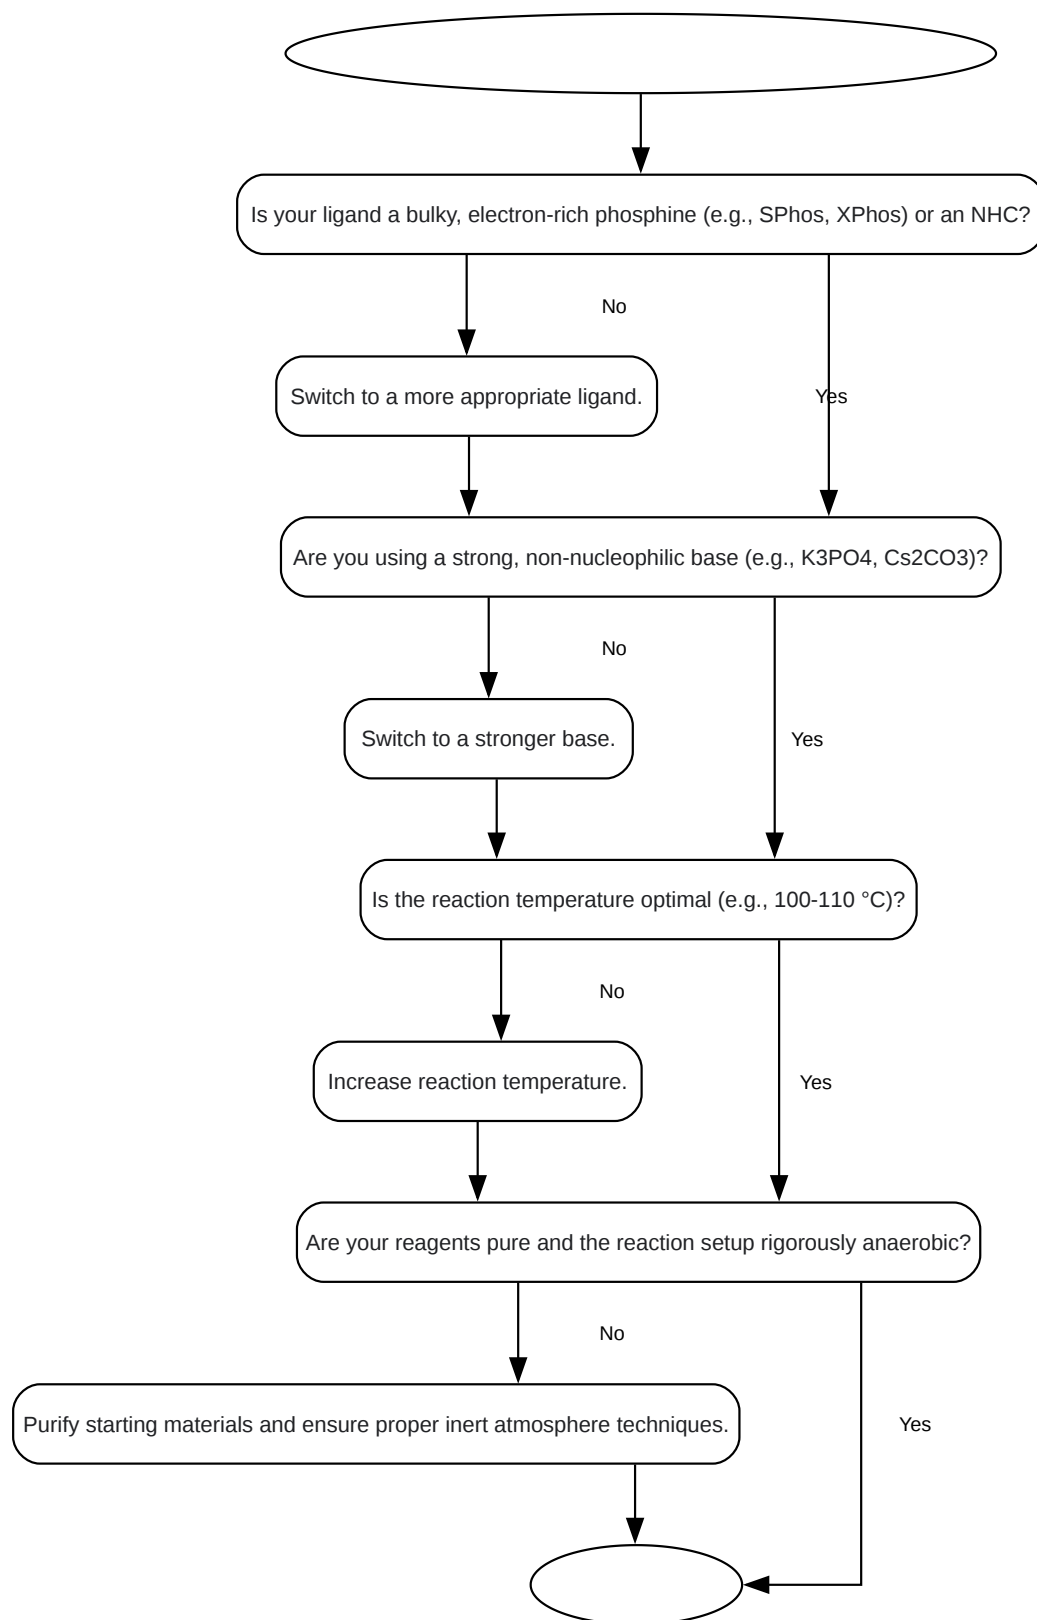 Is your ligand a bulky, electron-rich phosphine (e.g., SPhos, XPhos) or an NHC?
No
Switch to a more appropriate ligand.
Yes
Are you using a strong, non-nucleophilic base (e.g., K3PO4, Cs2CO3)?
No
Switch to a stronger base.
Yes
Is the reaction temperature optimal (e.g., 100-110 °C)?
No
Increase reaction temperature.
Yes
Are your reagents pure and the reaction setup rigorously anaerobic?
No
Purify starting materials and ensure proper inert atmosphere techniques.
Yes